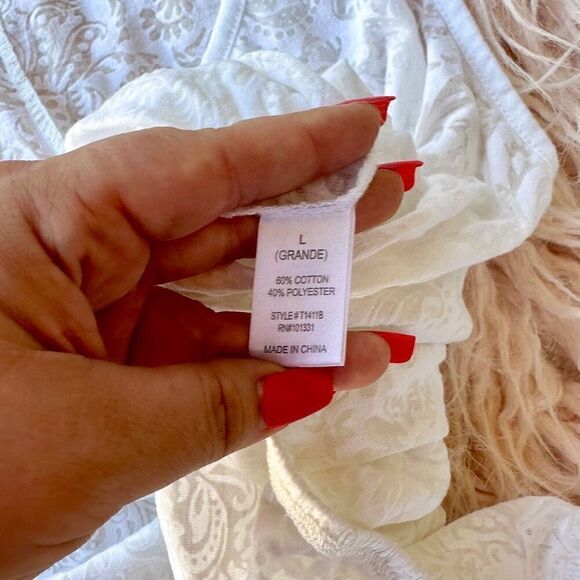 L
(GRANDE)
60% COTTON
40% POLYESTER
STYLE# T1411B
RN#101331
MADE IN CHINA